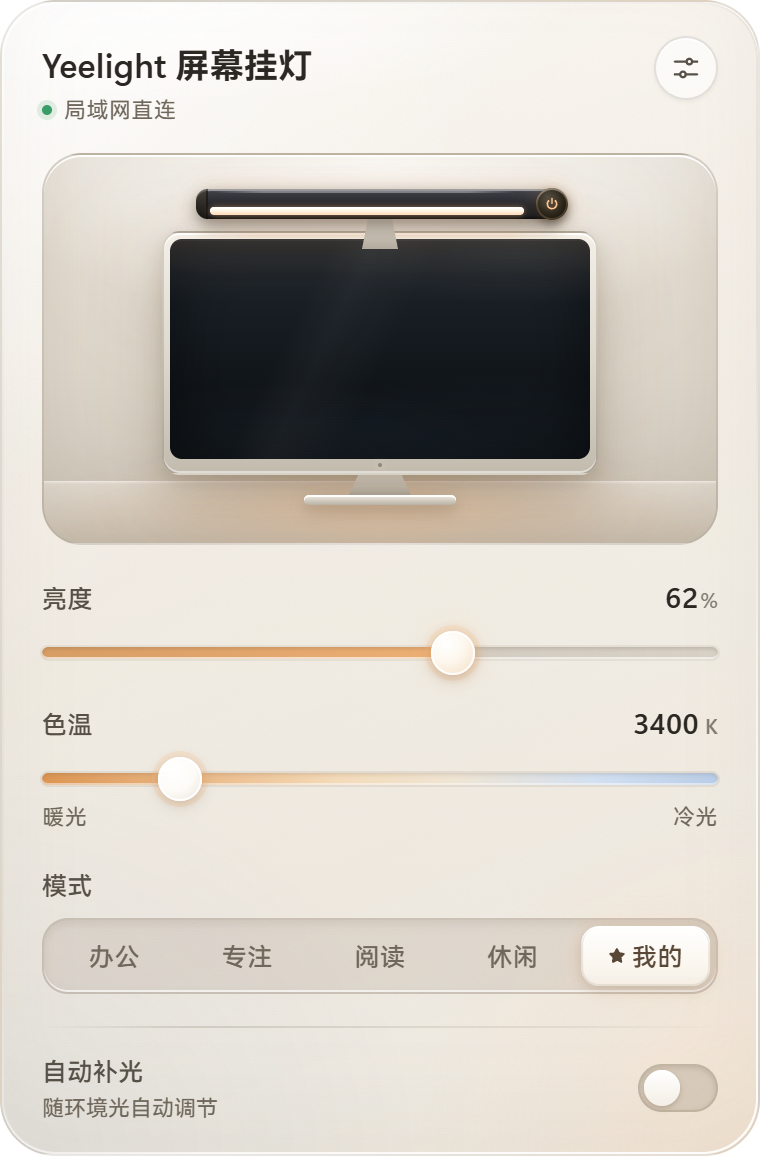 Yeelight 屏幕挂灯
局域网直连
亮度 62%
色温 3400 K
暖光 冷光
模式
办公 专注 阅读 休闲 我的
自动补光
随环境光自动调节